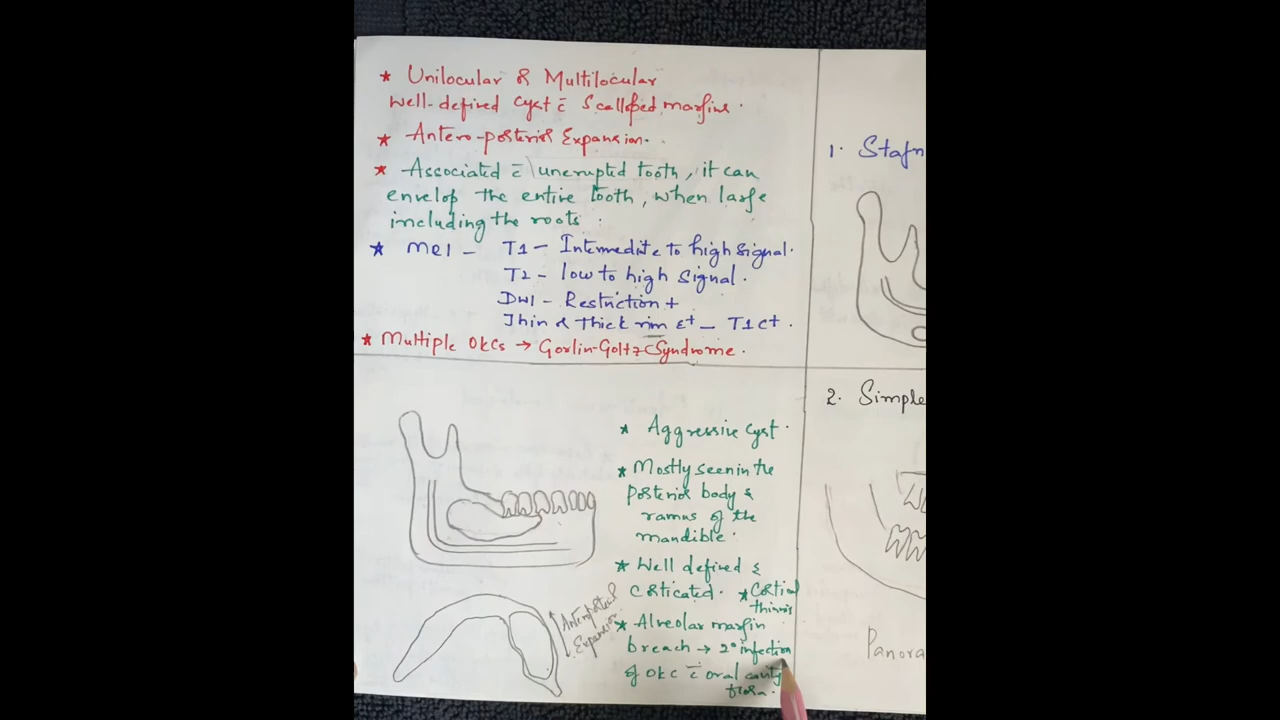 ★ Unilocular & Multilocular
Well-defined Cyst c̄ Scalloped margins.
★ Antero-posterior Expansion.
★ Associated c̄ unerupted tooth, it can
envelop the entire tooth, when large
including the roots.
★ MRI - T1 - Intermediate to high signal.
T2 - low to high signal.
DWI - Restriction +
Thin & Thick rim E+ - T1C+.
★ Multiple OKCs → Gorlin-Goltz Syndrome.
★ Aggressive Cyst.
★ Mostly seen in the
posterior body &
ramus of the
mandible.
★ Well defined &
Corticated. ★ Cortical
thinnig
★ Alveolar margin
breach → 2° infection
of OKC c̄ oral cavity
flora.
Anteroposterial
Expansion
1. Stafn
2. Simple
Panora